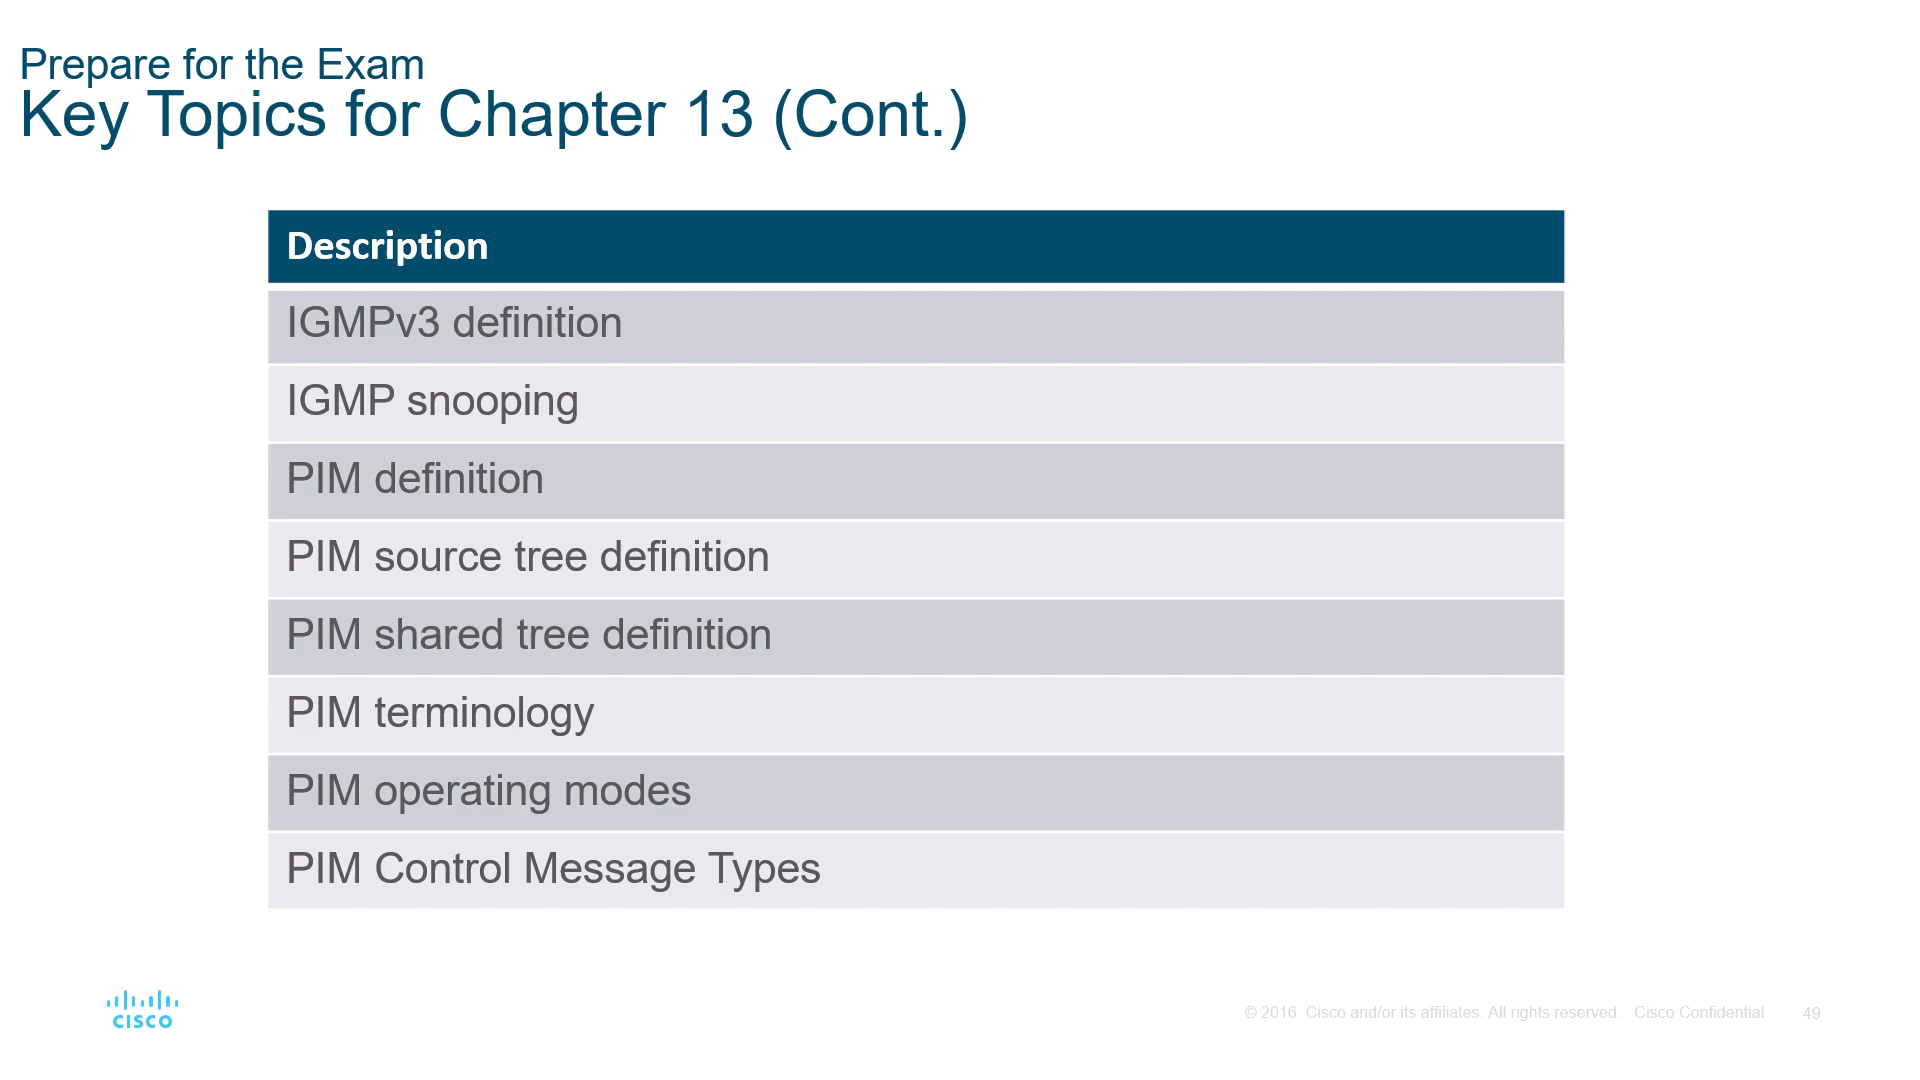 Prepare for the Exam
Key Topics for Chapter 13 (Cont.)
Description
IGMPv3 definition
IGMP snooping
PIM definition
PIM source tree definition
PIM shared tree definition
PIM terminology
PIM operating modes
PIM Control Message Types
CISCO
© 2016 Cisco and/or its affiliates. All rights reserved. Cisco Confidential 49